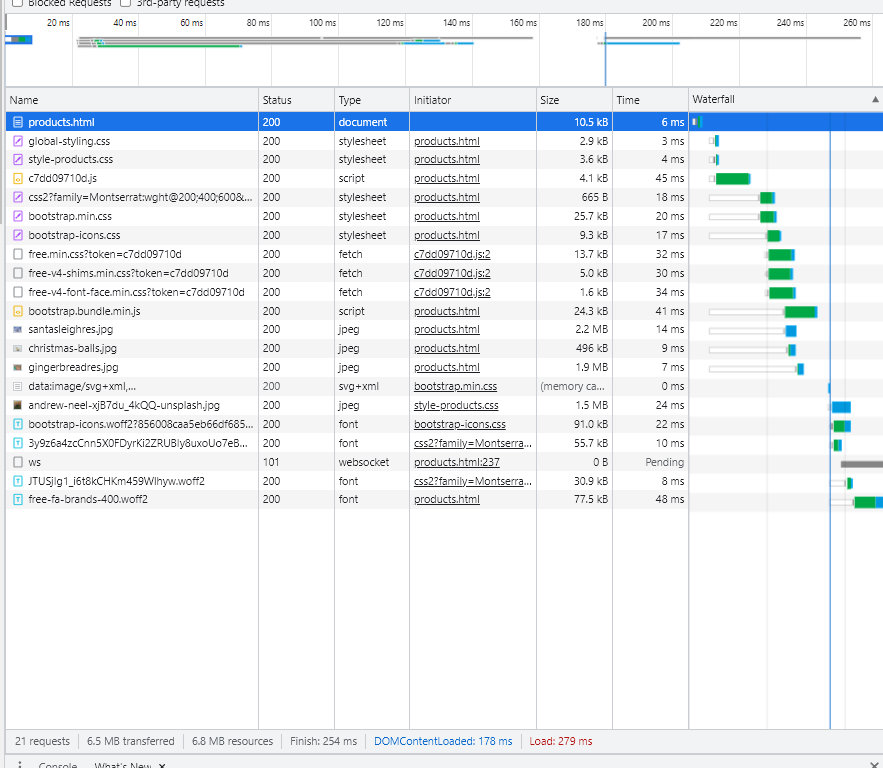 Blocked Requests 3rd-party requests
20 ms 40 ms 60 ms 80 ms 100 ms 120 ms 140 ms 160 ms 180 ms 200 ms 220 ms 240 ms 260 ms
Name Status Type Initiator Size Time Waterfall
products.html 200 document 10.5 kB 6 ms
global-styling.css 200 stylesheet products.html 2.9 kB 3 ms
style-products.css 200 stylesheet products.html 3.6 kB 4 ms
c7dd09710d.js 200 script products.html 4.1 kB 45 ms
css2?family=Montserrat:wght@200;400;600&... 200 stylesheet products.html 665 B 18 ms
bootstrap.min.css 200 stylesheet products.html 25.7 kB 20 ms
bootstrap-icons.css 200 stylesheet products.html 9.3 kB 17 ms
free.min.css?token=c7dd09710d 200 fetch c7dd09710d.js:2 13.7 kB 32 ms
free-v4-shims.min.css?token=c7dd09710d 200 fetch c7dd09710d.js:2 5.0 kB 30 ms
free-v4-font-face.min.css?token=c7dd09710d 200 fetch c7dd09710d.js:2 1.6 kB 34 ms
bootstrap.bundle.min.js 200 script products.html 24.3 kB 41 ms
santasleighres.jpg 200 jpeg products.html 2.2 MB 14 ms
christmas-balls.jpg 200 jpeg products.html 496 kB 9 ms
gingerbreadres.jpg 200 jpeg products.html 1.9 MB 7 ms
data:image/svg+xml,... 200 svg+xml bootstrap.min.css (memory ca... 0 ms
andrew-neel-xjB7du_4kQQ-unsplash.jpg 200 jpeg style-products.css 1.5 MB 24 ms
bootstrap-icons.woff2?856008caa5eb66df685... 200 font bootstrap-icons.css 91.0 kB 22 ms
3y9z6a4zcCnn5X0FDyrKi2ZRUBIy8uxoUo7eB... 200 font css2?family=Montserra... 55.7 kB 10 ms
ws 101 websocket products.html:237 0 B Pending
JTUSjIg1_i6t8kCHKm459WIhyw.woff2 200 font css2?family=Montserra... 30.9 kB 8 ms
free-fa-brands-400.woff2 200 font products.html 77.5 kB 48 ms
21 requests 6.5 MB transferred 6.8 MB resources Finish: 254 ms DOMContentLoaded: 178 ms Load: 279 ms
Console What's New